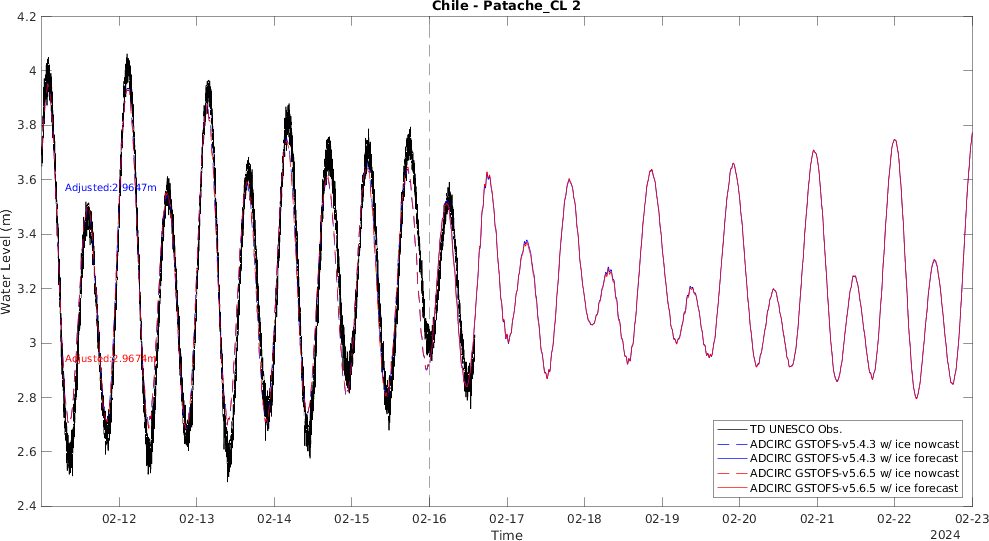 Chile - Patache_CL 2
4.2
4
3.8
3.6
3.4
3.2
3
2.8
2.6
2.4
Water Level (m)
Adjusted:2.9647m
Adjusted:2.9674m
TD UNESCO Obs.
ADCIRC GSTOFS-v5.4.3 w/ ice nowcast
ADCIRC GSTOFS-v5.4.3 w/ ice forecast
ADCIRC GSTOFS-v5.6.5 w/ ice nowcast
ADCIRC GSTOFS-v5.6.5 w/ ice forecast
02-12 02-13 02-14 02-15 02-16 02-17 02-18 02-19 02-20 02-21 02-22 02-23
Time
2024